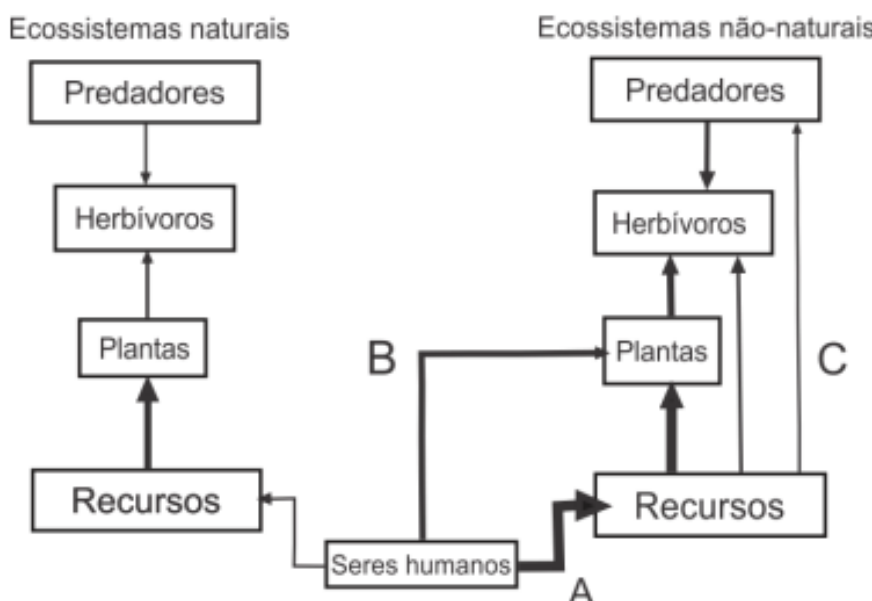 Ecossistemas naturais
Predadores
Herbívoros
Plantas
Recursos
Ecossistemas não-naturais
Predadores
Herbívoros
Plantas
Recursos
B
C
Seres humanos
A